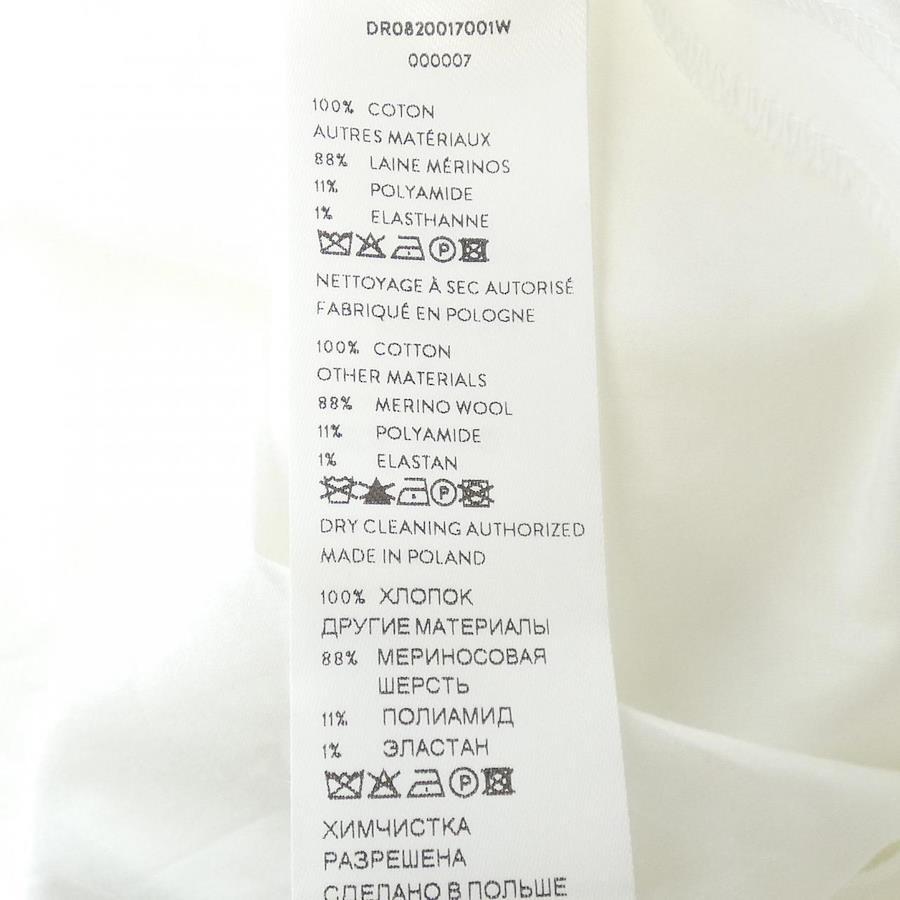 DR0820017001W
000007
100% COTON
AUTRES MATÉRIAUX
88% LAINE MÉRINOS
11% POLYAMIDE
1% ELASTHANNE
P
NETTOYAGE À SEC AUTORISÉ
FABRIQUÉ EN POLOGNE
100% COTTON
OTHER MATERIALS
88% MERINO WOOL
11% POLYAMIDE
1% ELASTAN
P
DRY CLEANING AUTHORIZED
MADE IN POLAND
100% ХЛОПОК
ДРУГИЕ МАТЕРИАЛЫ
88% МЕРИНОСОВАЯ
ШЕРСТЬ
11% ПОЛИАМИД
1% ЭЛАСТАН
P
ХИМЧИСТКА
РАЗРЕШЕНА
СДЕЛАНО В ПОЛЬШЕ